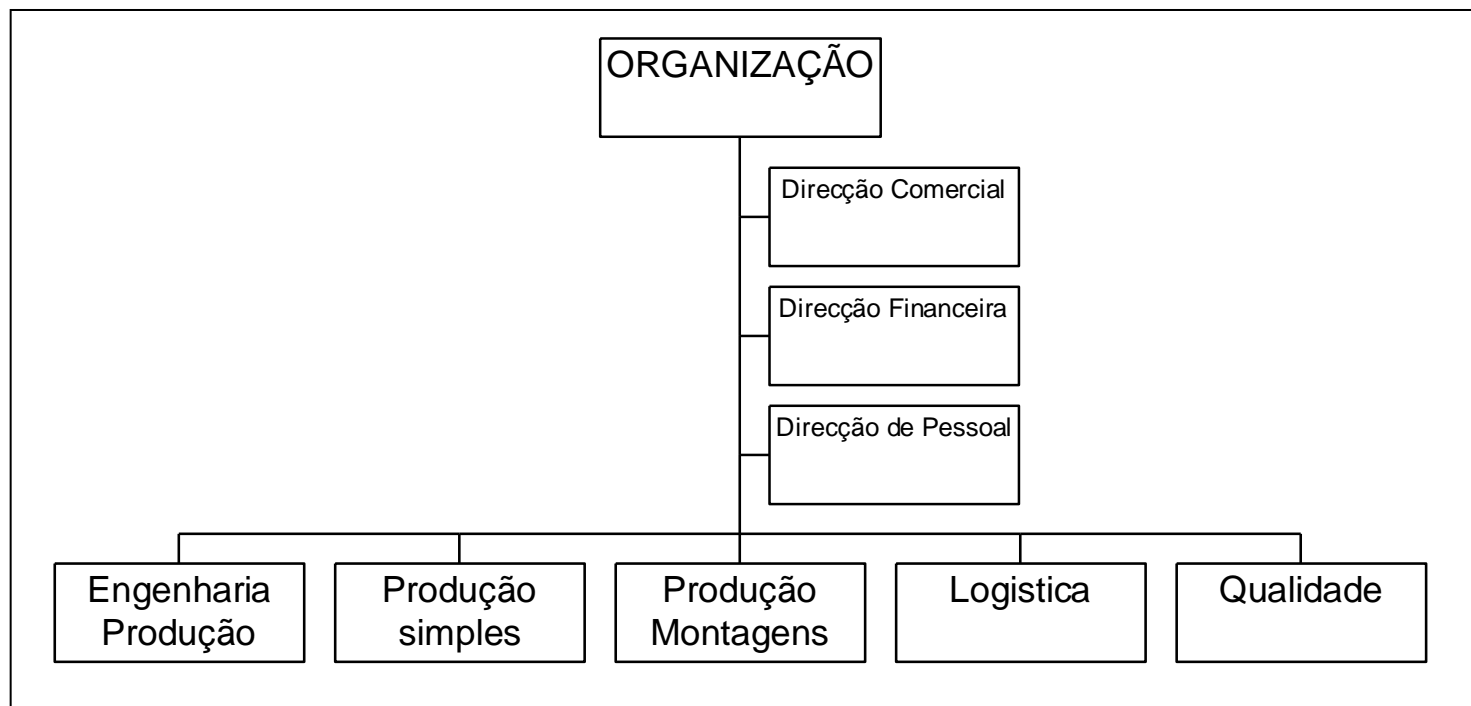 ORGANIZAÇÃO
Direcção Comercial
Direcção Financeira
Direcção de Pessoal
Engenharia
Produção
Produção
simples
Produção
Montagens
Logistica
Qualidade